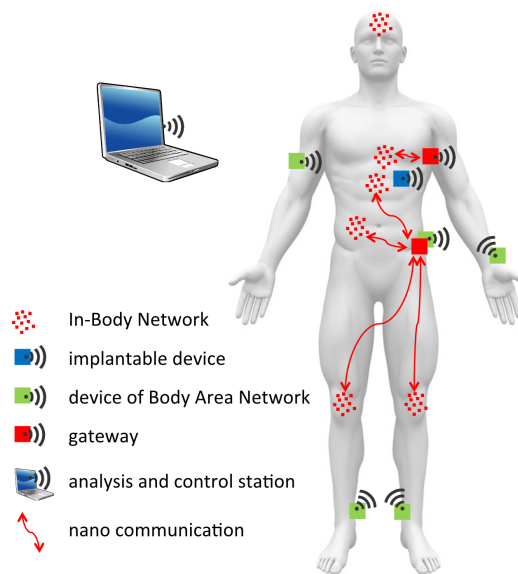 In-Body Network
implantable device
device of Body Area Network
gateway
analysis and control station
nano communication